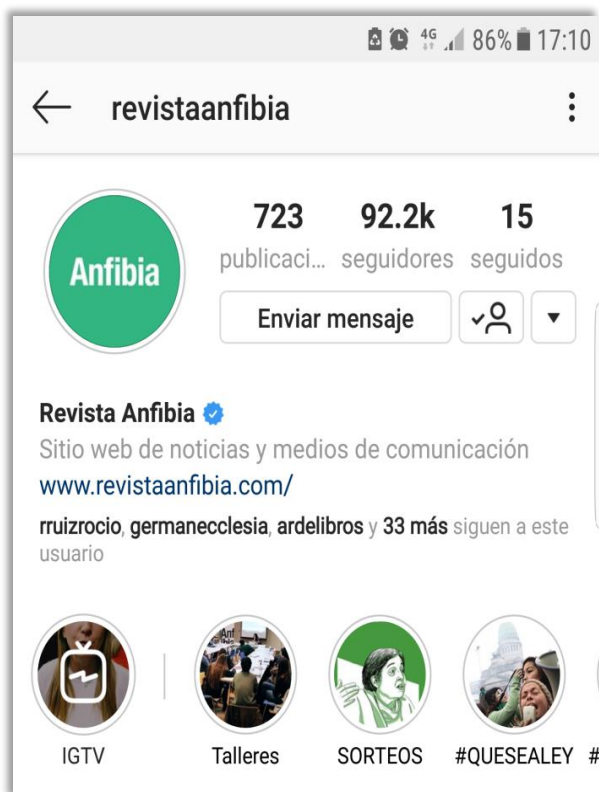 4G 86% 17:10
revistaanfibia
723 92.2k 15
publicaci... seguidores seguidos
Anfibia
Enviar mensaje
Revista Anfibia
Sitio web de noticias y medios de comunicación
www.revistaanfibia.com/
rruizrocio, germanecclesia, ardelibros y 33 más siguen a este
usuario
Anf
IGTV Talleres SORTEOS #QUESEALEY #